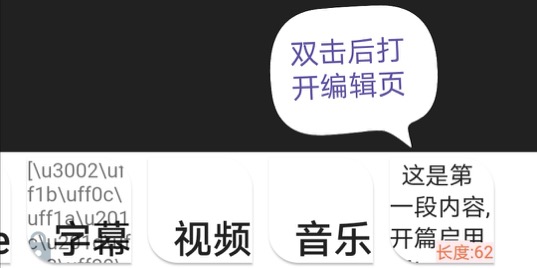 双击后打
开编辑页
[\u3002\uff
f1b\uff0c\
uff1a\u201
e
字幕
视频
音乐
这是第
一段内容,
开篇启用
长度:62